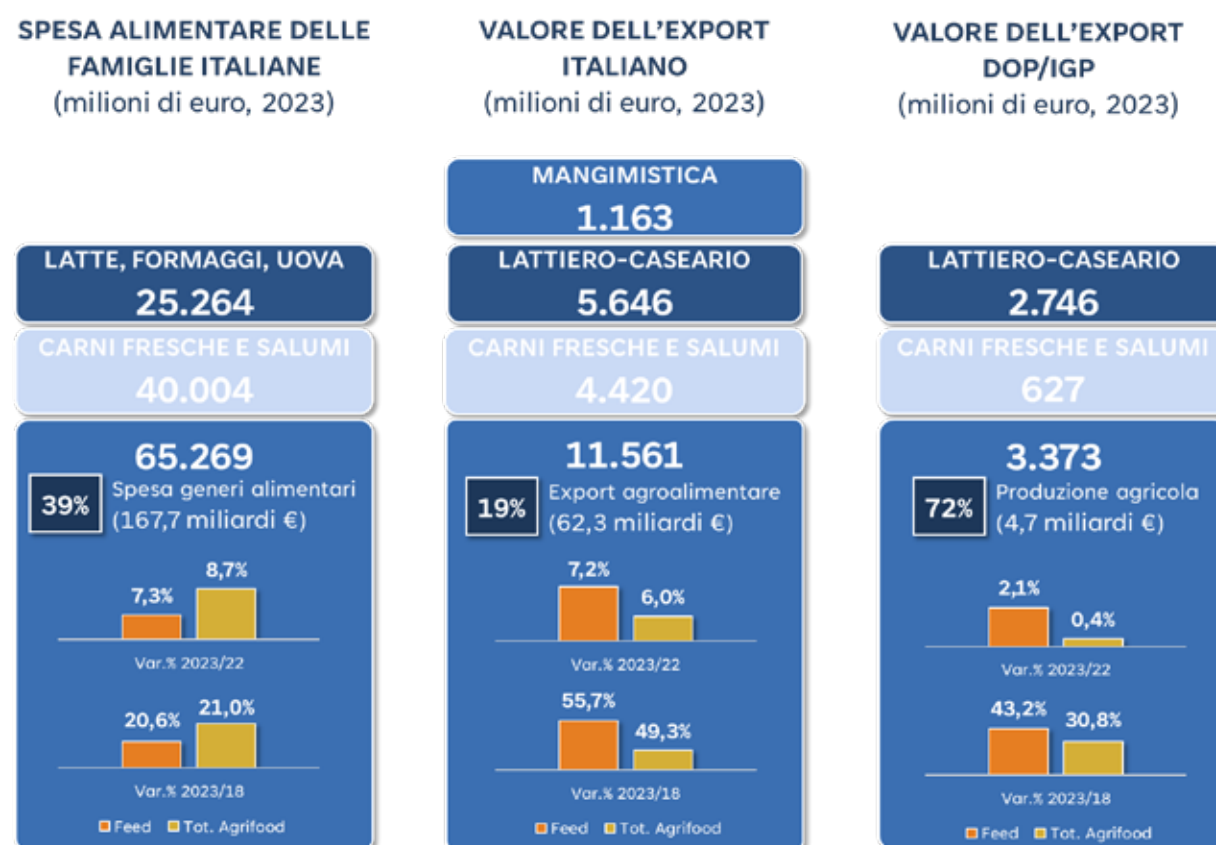 SPESA ALIMENTARE DELLE
FAMIGLIE ITALIANE
(milioni di euro, 2023)
LATTE, FORMAGGI, UOVA
25.264
CARNI FRESCHE E SALUMI
40.004
65.269
39%
Spesa generi alimentari
(167,7 miliardi €)
7,3%
8,7%
Var.% 2023/22
20,6%
21,0%
Var.% 2023/18
Feed Tot. Agrifood
VALORE DELL'EXPORT
ITALIANO
(milioni di euro, 2023)
MANGIMISTICA
1.163
LATTIERO-CASEARIO
5.646
CARNI FRESCHE E SALUMI
4.420
11.561
19%
Export agroalimentare
(62,3 miliardi €)
7,2%
6,0%
Var.% 2023/22
55,7%
49,3%
Var.% 2023/18
Feed Tot. Agrifood
VALORE DELL'EXPORT
DOP/IGP
(milioni di euro, 2023)
LATTIERO-CASEARIO
2.746
CARNI FRESCHE E SALUMI
627
3.373
72%
Produzione agricola
(4,7 miliardi €)
2,1%
0,4%
Var.% 2023/22
43,2%
30,8%
Var.% 2023/18
Feed Tot. Agrifood